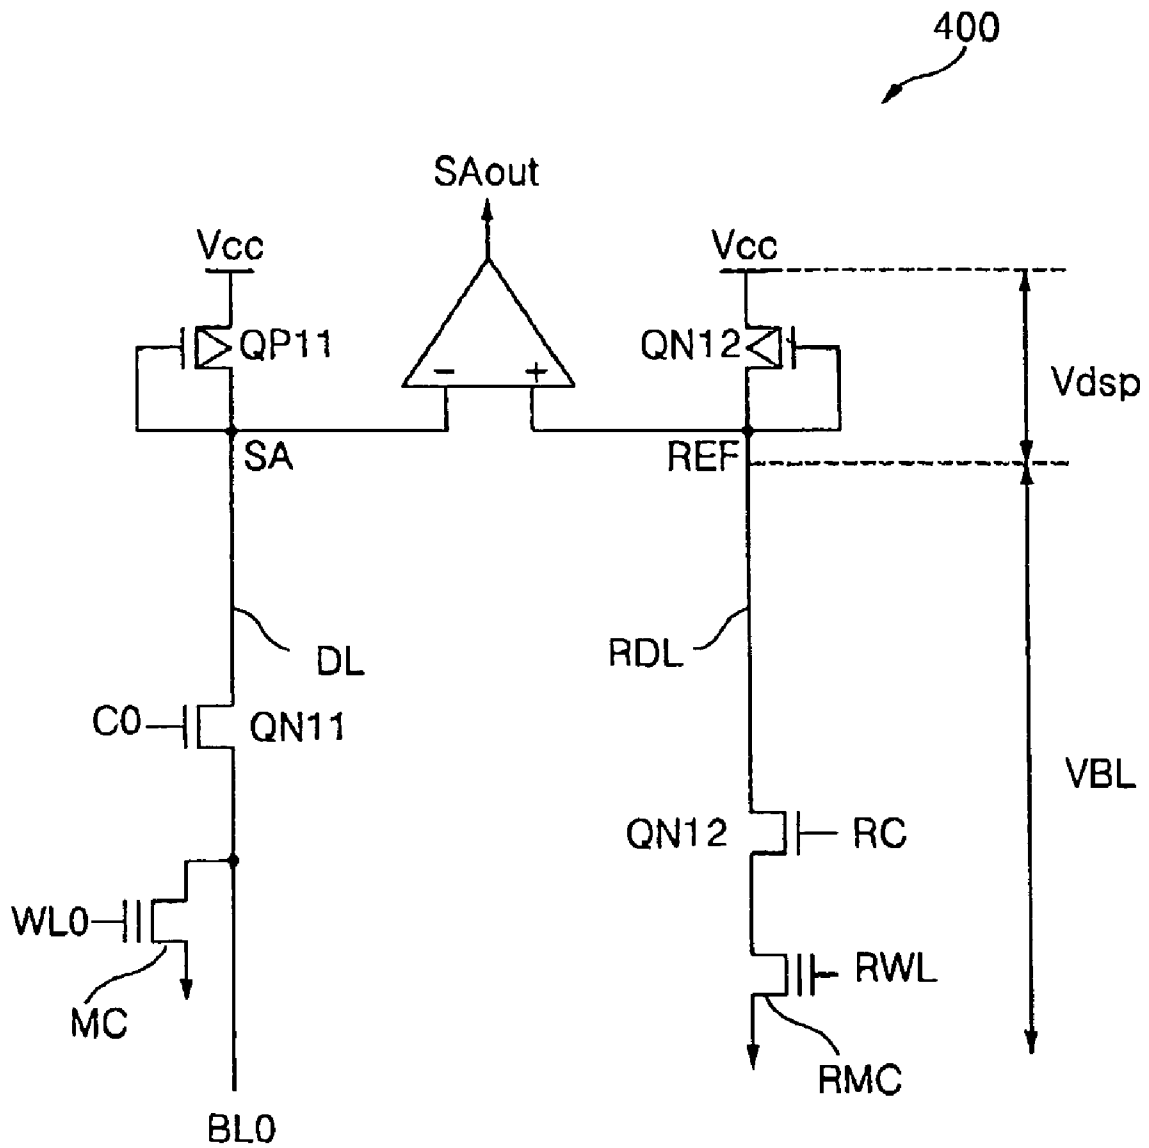 400
SAout
Vcc
Vcc
QP11
QN12
- +
Vdsp
SA
REF
DL
RDL
C0
QN11
VBL
QN12
RC
WL0
RWL
MC
RMC
BL0